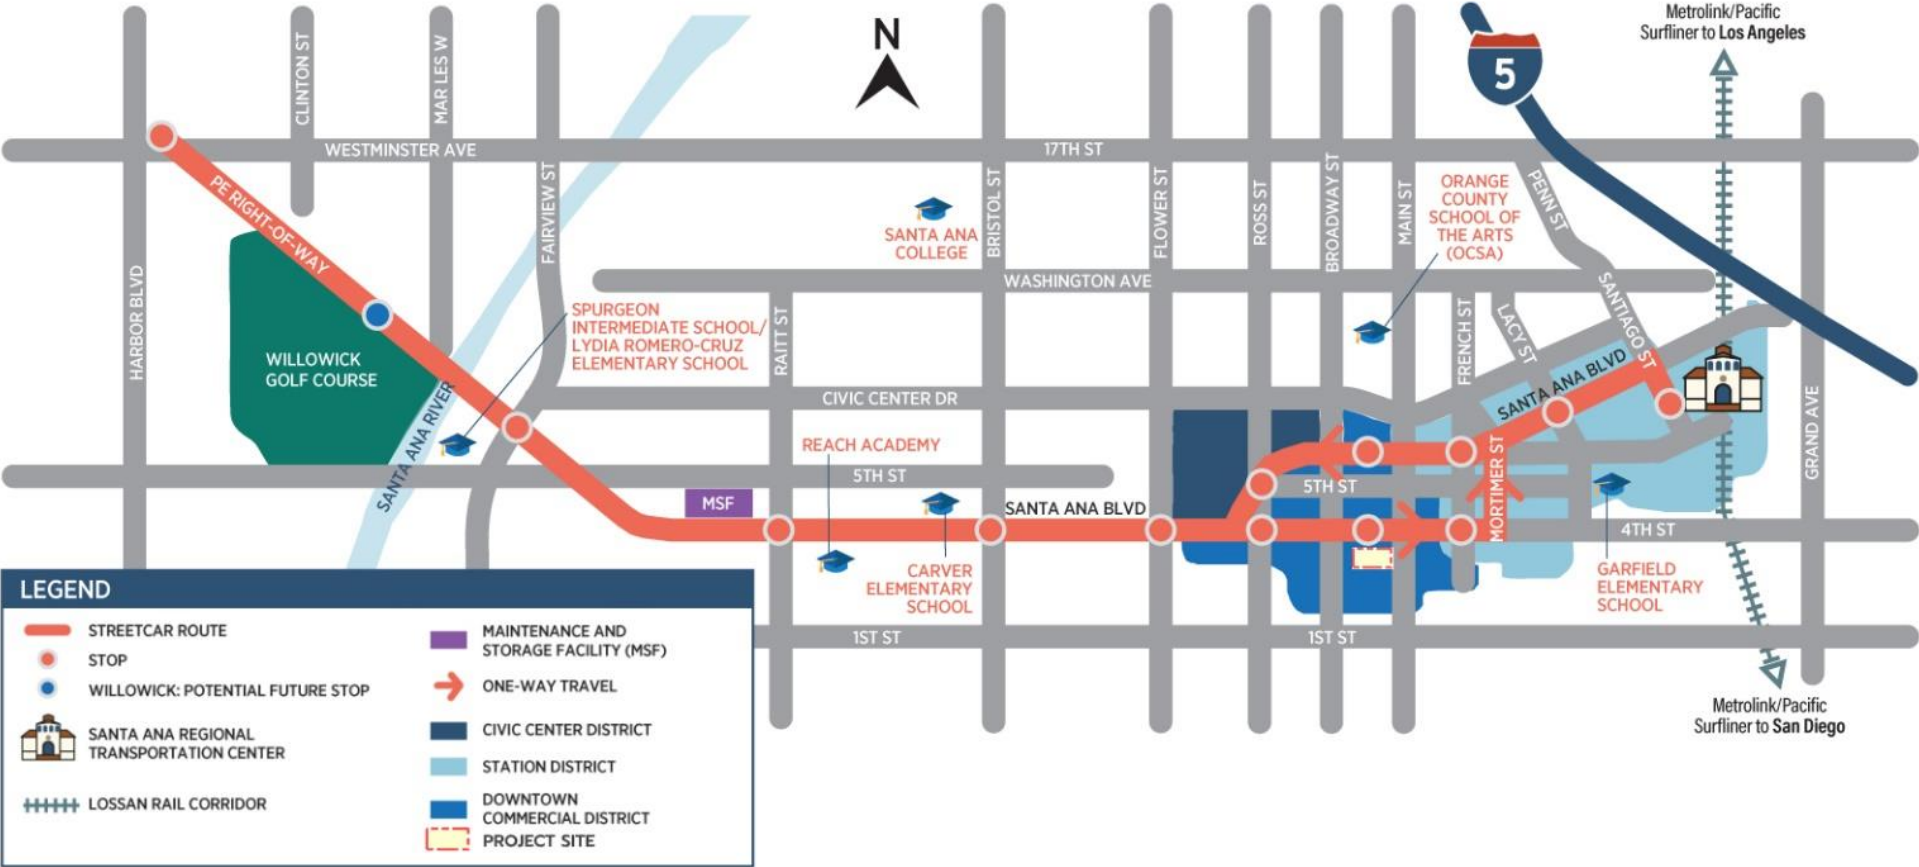 Metrolink/Pacific
Surfliner to Los Angeles
N
5
CLINTON ST
MAR LES W
WESTMINSTER AVE
17TH ST
PE RIGHT-OF-WAY
FAIRVIEW ST
BRISTOL ST
FLOWER ST
ROSS ST
BROADWAY ST
MAIN ST
PENN ST
ORANGE
COUNTY
SCHOOL OF
THE ARTS
(OCSA)
SANTA ANA
COLLEGE
HARBOR BLVD
WASHINGTON AVE
SANTIAGO ST
LACY ST
FRENCH ST
RAITT ST
SPURGEON
INTERMEDIATE SCHOOL/
LYDIA ROMERO-CRUZ
ELEMENTARY SCHOOL
WILLOWICK
GOLF COURSE
SANTA ANA RIVER
CIVIC CENTER DR
SANTA ANA BLVD
GRAND AVE
REACH ACADEMY
5TH ST
MSF
SANTA ANA BLVD
5TH ST
MORTIMER ST
4TH ST
CARVER
ELEMENTARY
SCHOOL
GARFIELD
ELEMENTARY
SCHOOL
1ST ST
1ST ST
Metrolink/Pacific
Surfliner to San Diego
LEGEND
STREETCAR ROUTE
STOP
WILLOWICK: POTENTIAL FUTURE STOP
SANTA ANA REGIONAL
TRANSPORTATION CENTER
LOSSAN RAIL CORRIDOR
MAINTENANCE AND
STORAGE FACILITY (MSF)
ONE-WAY TRAVEL
CIVIC CENTER DISTRICT
STATION DISTRICT
DOWNTOWN
COMMERCIAL DISTRICT
PROJECT SITE